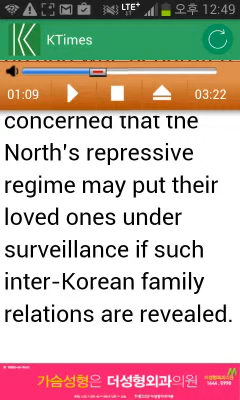 LTE 오후 12:49
KTimes
01:09
03:22
concerned that the
North's repressive
regime may put their
loved ones under
surveillance if such
inter-Korean family
relations are revealed.
가슴성형은 더성형외과의원